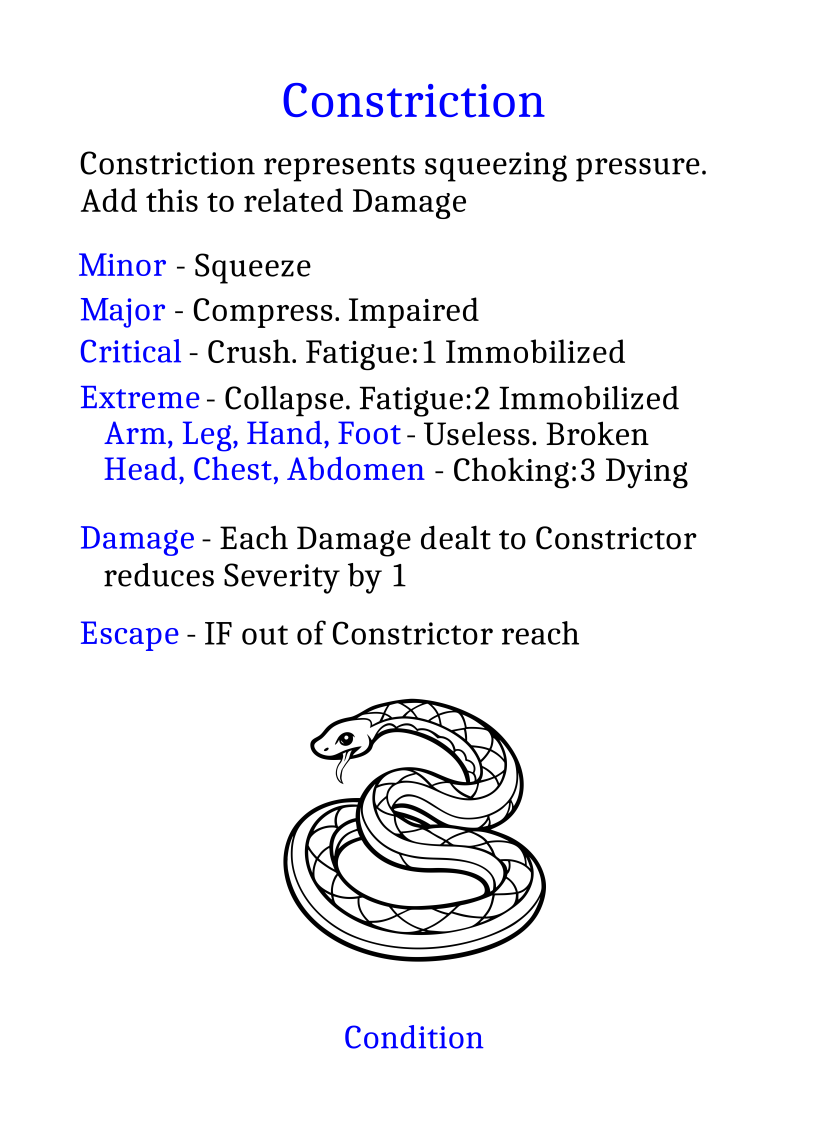 Constriction
Constriction represents squeezing pressure.
Add this to related Damage
Minor - Squeeze
Major - Compress. Impaired
Critical - Crush. Fatigue:1 Immobilized
Extreme - Collapse. Fatigue:2 Immobilized
Arm, Leg, Hand, Foot - Useless. Broken
Head, Chest, Abdomen - Choking:3 Dying
Damage - Each Damage dealt to Constrictor
reduces Severity by 1
Escape - IF out of Constrictor reach
Condition